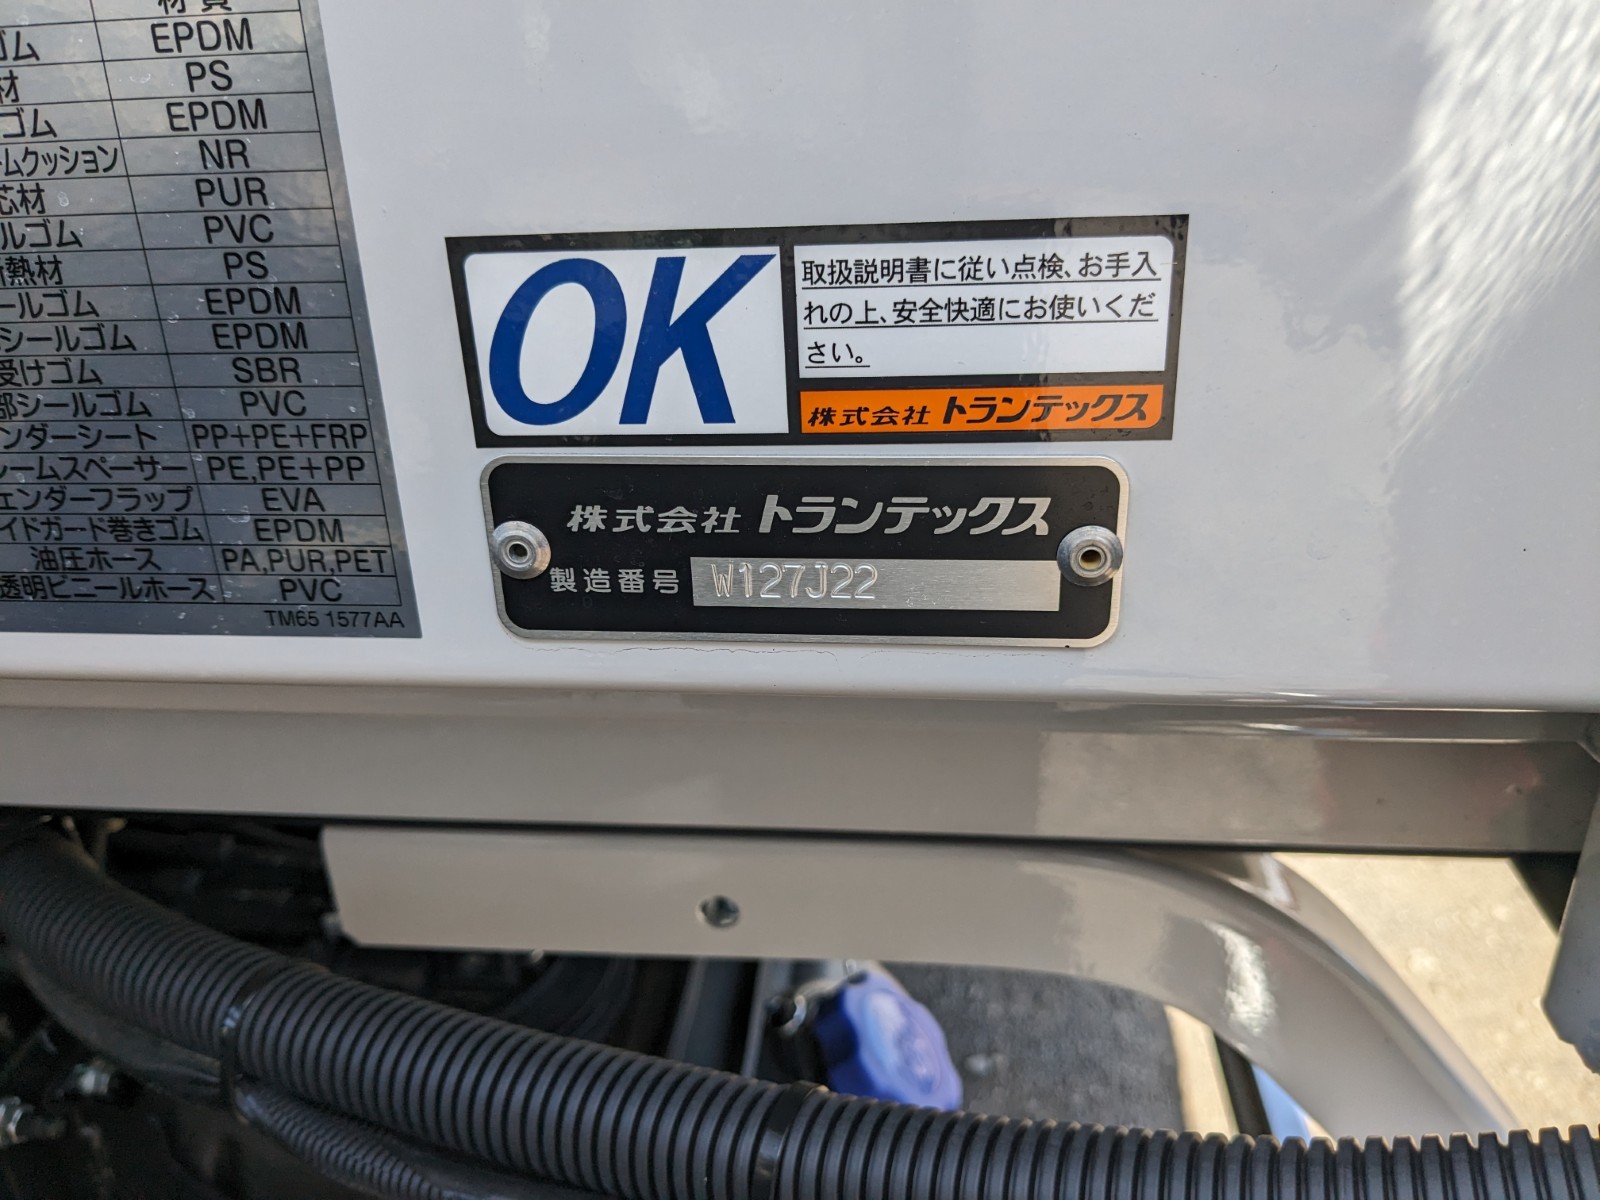 材質
ゴム EPDM
材 PS
ゴム EPDM
ームクッション NR
芯材 PUR
ルゴム PVC
断熱材 PS
ールゴム EPDM
シールゴム EPDM
受けゴム SBR
部シールゴム PVC
ンダーシート PP+PE+FRP
レームスペーサー PE,PE+PP
ェンダーフラップ EVA
イドガード巻きゴム EPDM
油圧ホース PA,PUR,PET
透明ビニールホース PVC
TM65 1577AA
OK
取扱説明書に従い点検、お手入
れの上、安全快適にお使いくだ
さい。
株式会社 トランテックス
株式会社 トランテックス
製造番号 W127J22